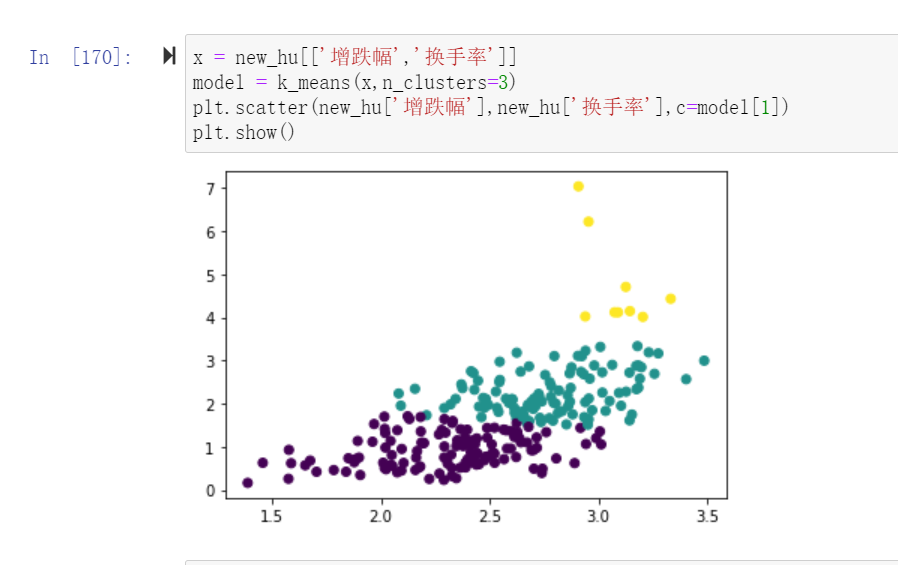 In [170]:
x = new_hu[['增跌幅','换手率']]
model = k_means(x,n_clusters=3)
plt.scatter(new_hu['增跌幅'],new_hu['换手率'],c=model[1])
plt.show()
7
6
5
4
3
2
1
0
1.5 2.0 2.5 3.0 3.5